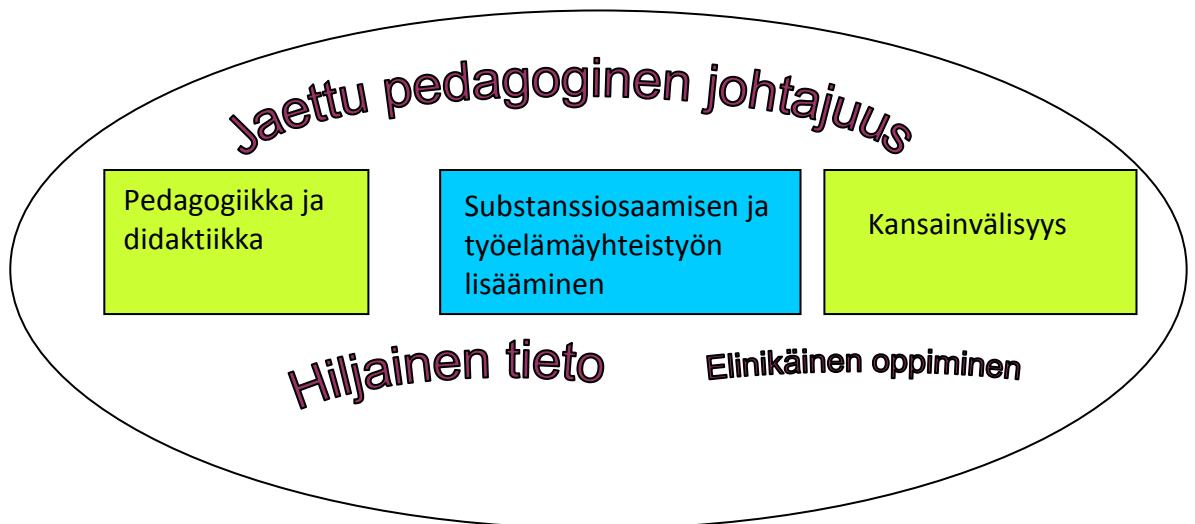 Jaettu pedagoginen johtajuus
Pedagogiikka ja
didaktiikka
Substanssiosaamisen ja
työelämäyhteistyön
lisääminen
Kansainvälisyys
Hiljainen tieto
Elinikäinen oppiminen